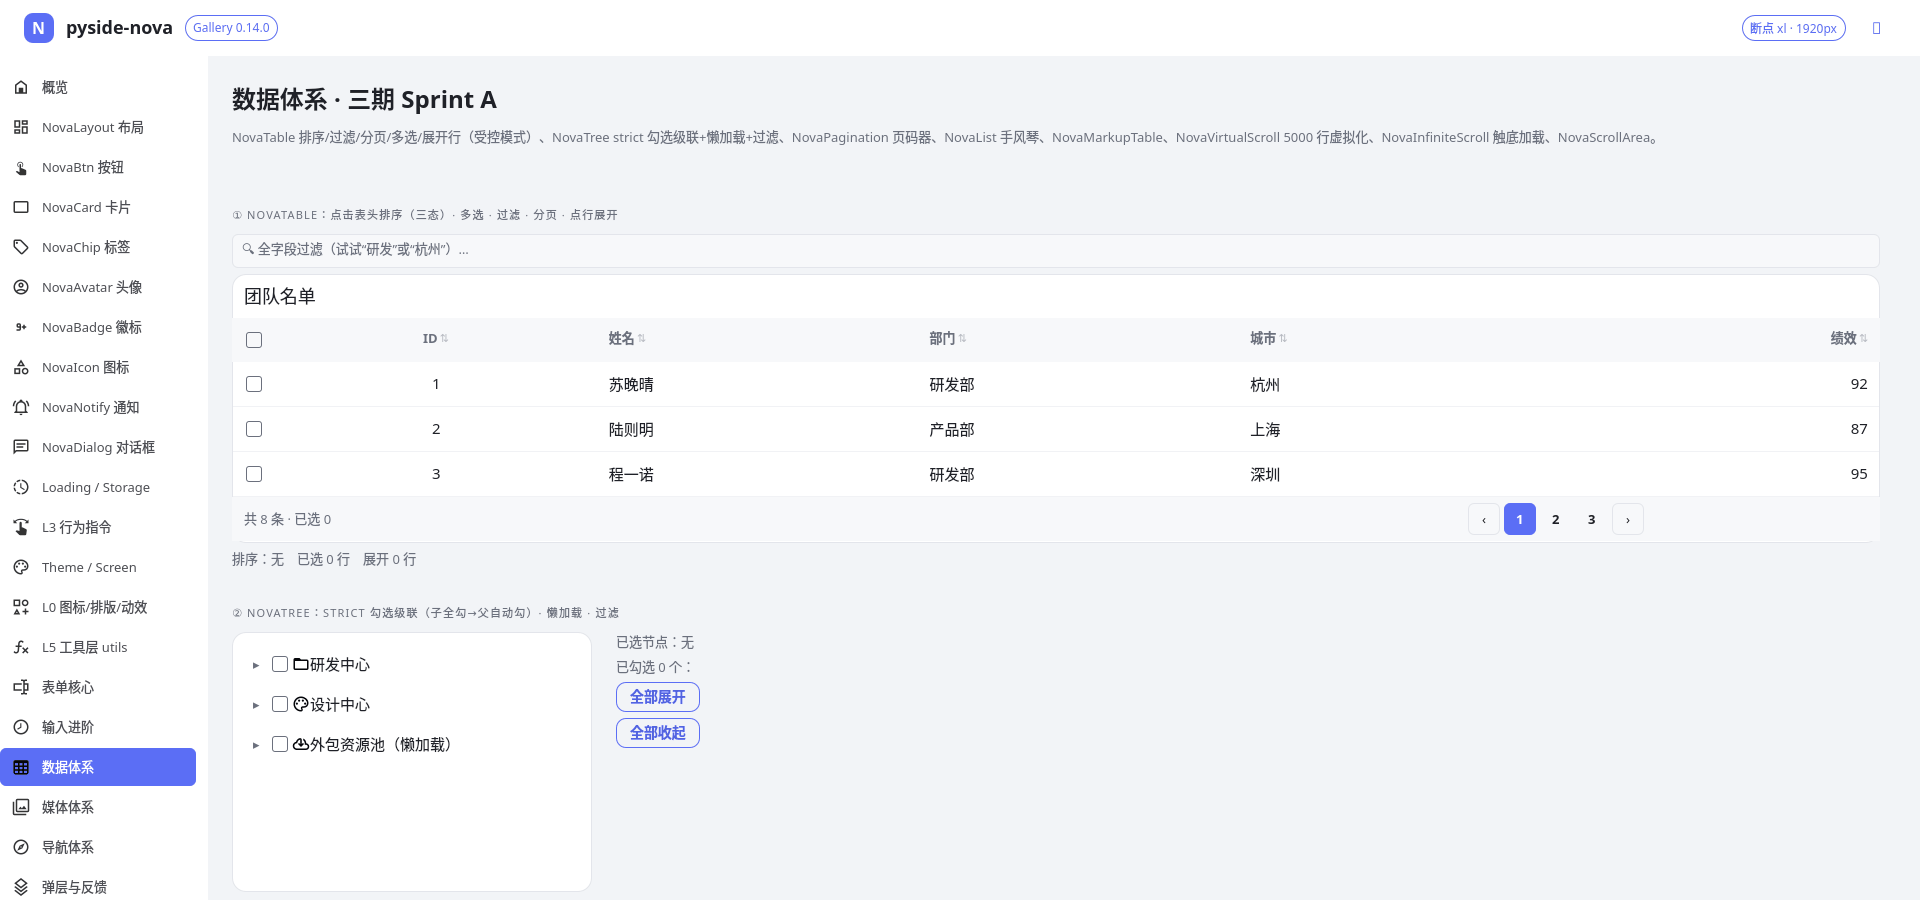 N pyside-nova Gallery 0.14.0 断点 xl · 1920px
概览
NovaLayout 布局
NovaBtn 按钮
NovaCard 卡片
NovaChip 标签
NovaAvatar 头像
NovaBadge 徽标
NovaIcon 图标
NovaNotify 通知
NovaDialog 对话框
Loading / Storage
L3 行为指令
Theme / Screen
L0 图标/排版/动效
L5 工具层 utils
表单核心
输入进阶
数据体系
媒体体系
导航体系
弹层与反馈
数据体系 · 三期 Sprint A
NovaTable 排序/过滤/分页/多选/展开行（受控模式）、NovaTree strict 勾选级联+懒加载+过滤、NovaPagination 页码器、NovaList 手风琴、NovaMarkupTable、NovaVirtualScroll 5000 行虚拟化、NovaInfiniteScroll 触底加载、NovaScrollArea。
① NOVATABLE：点击表头排序（三态）· 多选 · 过滤 · 分页 · 点行展开
🔍 全字段过滤（试试“研发”或“杭州”）…
团队名单
ID ⇅ 姓名 ⇅ 部门 ⇅ 城市 ⇅ 绩效 ⇅
1 苏晚晴 研发部 杭州 92
2 陆则明 产品部 上海 87
3 程一诺 研发部 深圳 95
共 8 条 · 已选 0 ‹ 1 2 3 ›
排序：无 已选 0 行 展开 0 行
② NOVATREE：STRICT 勾选级联（子全勾→父自动勾）· 懒加载 · 过滤
▸ 研发中心
▸ 设计中心
▸ 外包资源池（懒加载）
已选节点：无
已勾选 0 个：
全部展开
全部收起